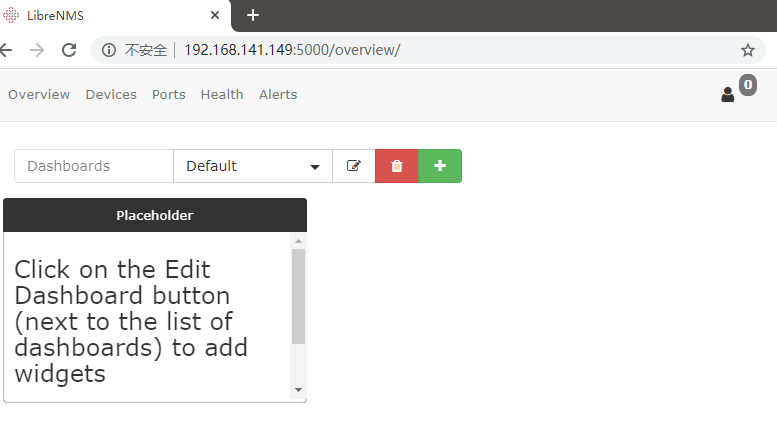 LibreNMS
不安全 192.168.141.149:5000/overview/
Overview Devices Ports Health Alerts 0
Dashboards Default
Placeholder
Click on the Edit
Dashboard button
(next to the list of
dashboards) to add
widgets